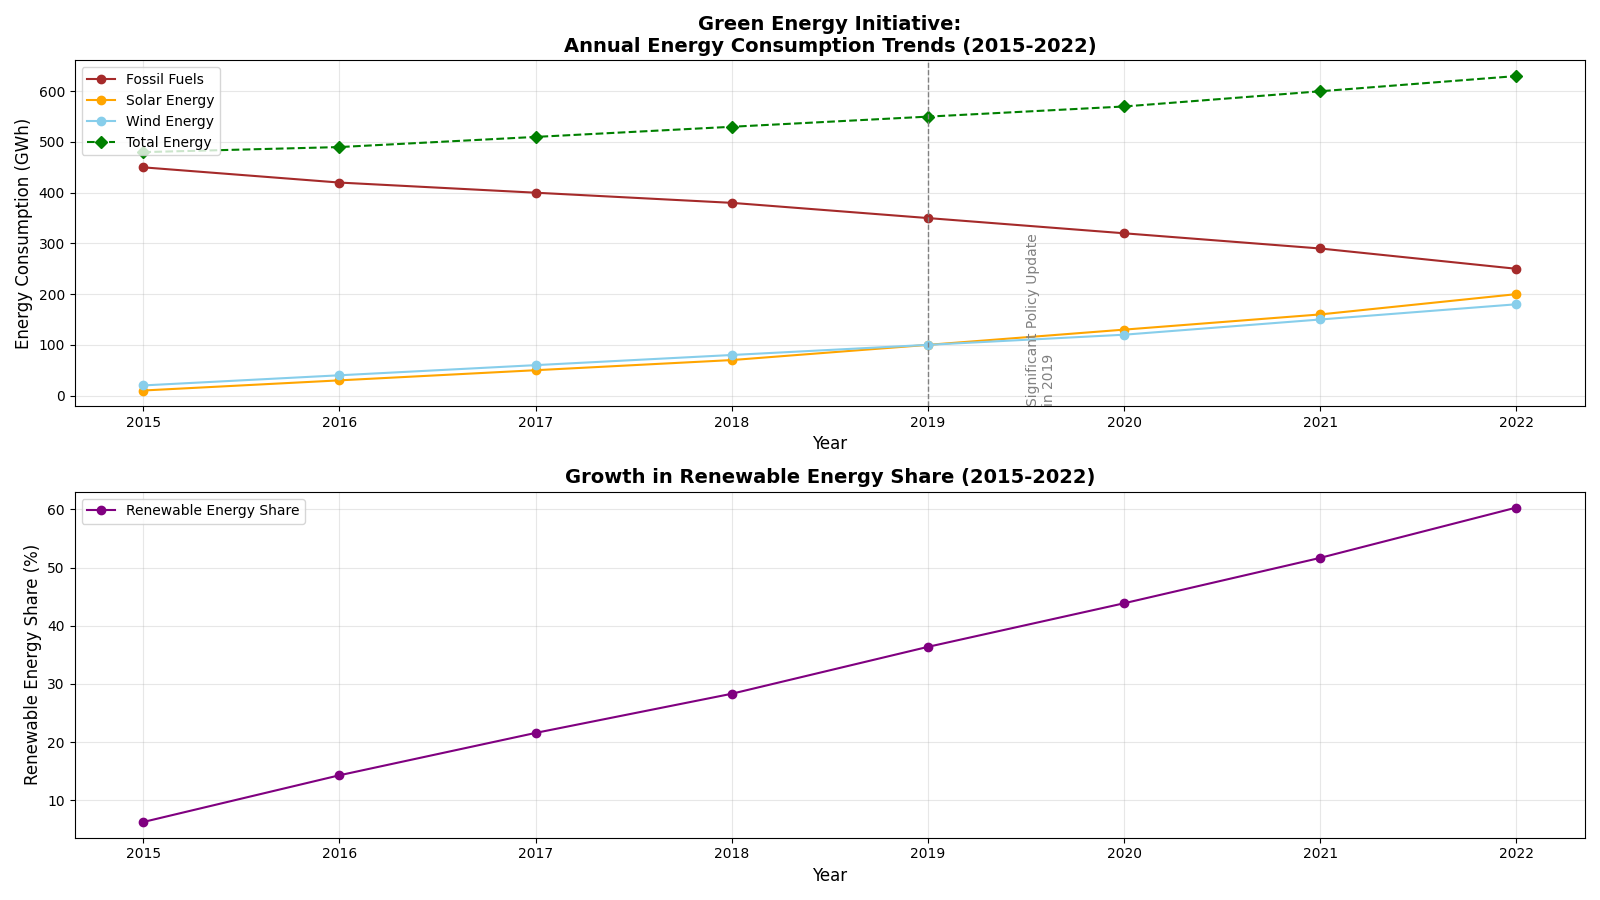 Green Energy Initiative:
Annual Energy Consumption Trends (2015-2022)
Fossil Fuels
Solar Energy
Wind Energy
Total Energy
Energy Consumption (GWh)
600
500
400
300
200
100
0
Significant Policy Update
in 2019
2015 2016 2017 2018 2019 2020 2021 2022
Year
Growth in Renewable Energy Share (2015-2022)
Renewable Energy Share
Renewable Energy Share (%)
60
50
40
30
20
10
2015 2016 2017 2018 2019 2020 2021 2022
Year